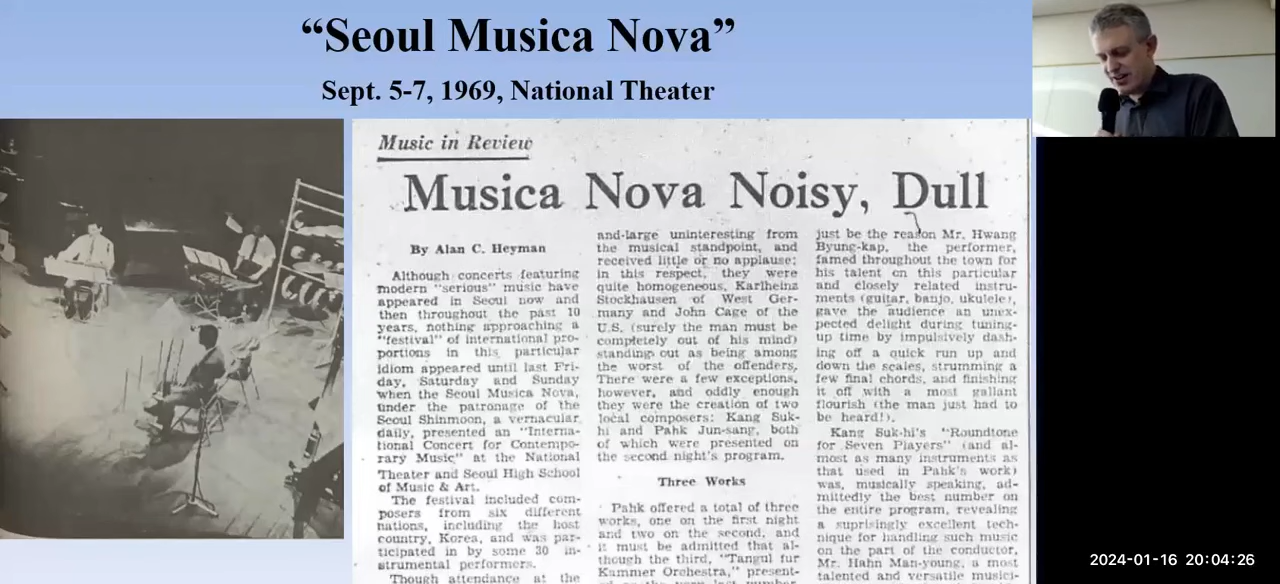 “Seoul Musica Nova”
Sept. 5-7, 1969, National Theater
Music in Review
Musica Nova Noisy, Dull
By Alan C. Heyman
Although concerts featuring
modern "serious" music have
appeared in Seoul now and
then throughout the past 10
years, nothing approaching a
"festival" of international pro-
portions in this particular
idiom appeared until last Fri-
day, Saturday and Sunday
when the Seoul Musica Nova,
under the patronage of the
Seoul Shinmoon, a vernacular
daily, presented an "Interna-
tional Concert for Contempo-
rary Music" at the National
Theater and Seoul High School
of Music & Art.
The festival included com-
posers from six different
nations, including the host
country, Korea, and was par-
ticipated in by some 30 in-
strumental performers.
Though attendance at the
and-large uninteresting from
the musical standpoint, and
received little or no applause;
in this respect, they were
quite homogeneous, Karlheinz
Stockhausen of West Ger-
many and John Cage of the
U.S. (surely the man must be
completely out of his mind)
standing out as being among
the worst of the offenders.
There were a few exceptions,
however, and oddly enough
they were the creation of two
local composers: Kang Suk-
hi and Pahk Jun-sang, both
of which were presented on
the second night's program.
Three Works
Pahk offered a total of three
works, one on the first night
and two on the second, and
it must be admitted that al-
though the third, "Tangul fur
Kammer Orchestra," present-
just be the reason Mr. Hwang
Byung-kap, the performer,
famed throughout the town for
his talent on this particular
and closely related instru-
ments (guitar, banjo, ukulele),
gave the audience an unex-
pected delight during tuning-
up time by impulsively dash-
ing off a quick run up and
down the scales, strumming a
few final chords, and finishing
it off with a most gallant
flourish (the man just had to
be heard!).
Kang Suk-hi's "Roundtone
for Seven Players" (and al-
most as many instruments as
that used in Pahk's work)
was, musically speaking, ad-
mittedly the best number on
the entire program, revealing
a suprisingly excellent tech-
nique for handling such music
on the part of the conductor,
Mr. Hahn Man-young, a most
talented and versatile musici-
2024-01-16 20:04:26